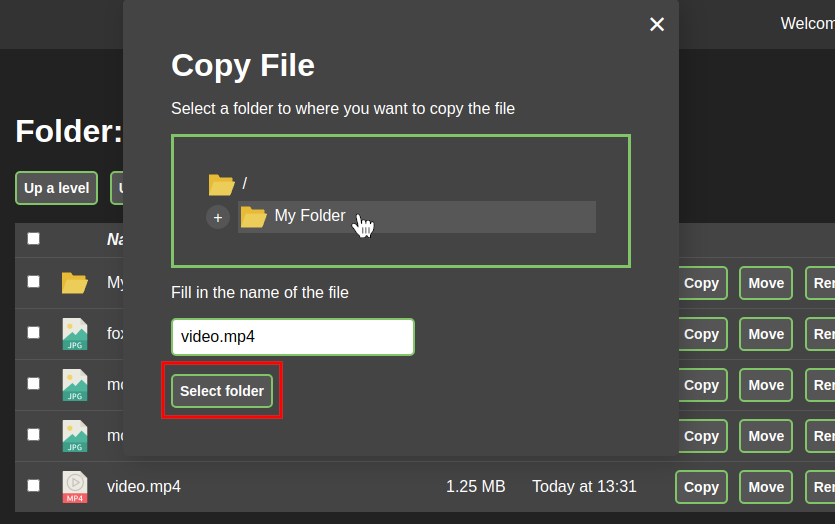 Welcom
✕
Copy File
Select a folder to where you want to copy the file
Folder:
/
Up a level
+ My Folder
Na
Fill in the name of the file
My
Copy Move Ren
video.mp4
fox
JPG
Copy Move Ren
Select folder
mo
JPG
Copy Move Ren
mo
JPG
Copy Move Ren
video.mp4 1.25 MB Today at 13:31 Copy Move Ren
MP4